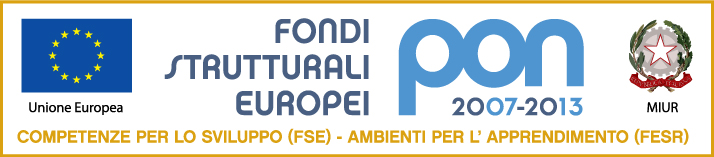 FONDI
STRUTTURALI
EUROPEI
pon
2007-2013
Unione Europea
MIUR
COMPETENZE PER LO SVILUPPO (FSE) - AMBIENTI PER L' APPRENDIMENTO (FESR)